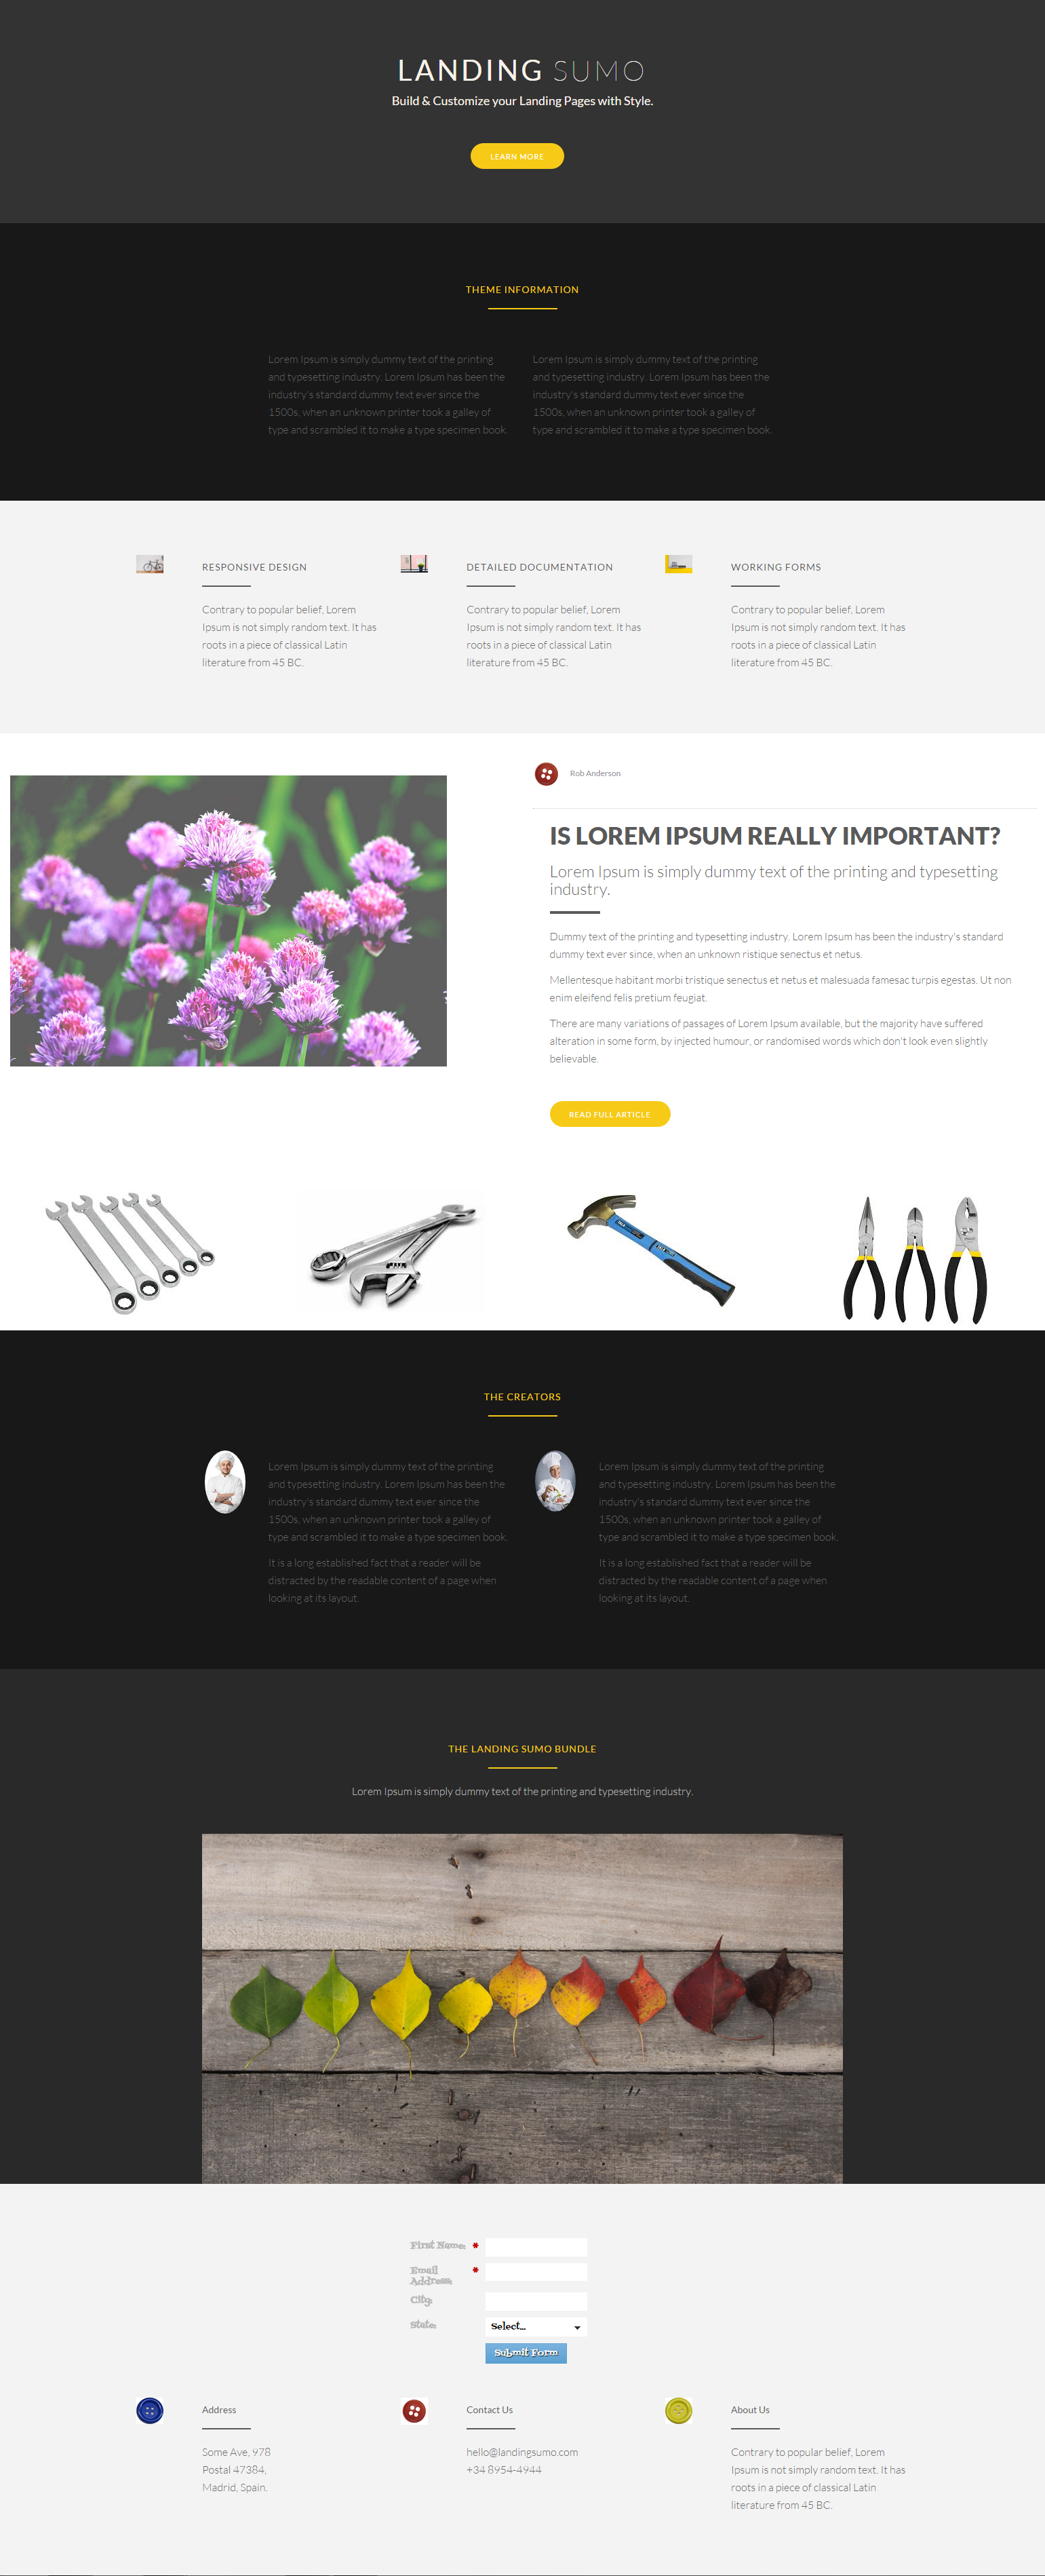 LANDING SUMO
Build & Customize your Landing Pages with Style.
LEARN MORE
THEME INFORMATION
Lorem Ipsum is simply dummy text of the printing
and typesetting industry. Lorem Ipsum has been the
industry's standard dummy text ever since the
1500s, when an unknown printer took a galley of
type and scrambled it to make a type specimen book.
Lorem Ipsum is simply dummy text of the printing
and typesetting industry. Lorem Ipsum has been the
industry's standard dummy text ever since the
1500s, when an unknown printer took a galley of
type and scrambled it to make a type specimen book.
RESPONSIVE DESIGN
Contrary to popular belief, Lorem
Ipsum is not simply random text. It has
roots in a piece of classical Latin
literature from 45 BC.
DETAILED DOCUMENTATION
Contrary to popular belief, Lorem
Ipsum is not simply random text. It has
roots in a piece of classical Latin
literature from 45 BC.
WORKING FORMS
Contrary to popular belief, Lorem
Ipsum is not simply random text. It has
roots in a piece of classical Latin
literature from 45 BC.
Rob Anderson
IS LOREM IPSUM REALLY IMPORTANT?
Lorem Ipsum is simply dummy text of the printing and typesetting
industry.
Dummy text of the printing and typesetting industry. Lorem Ipsum has been the industry's standard
dummy text ever since, when an unknown ristique senectus et netus.
Mellentesque habitant morbi tristique senectus et netus et malesuada famesac turpis egestas. Ut non
enim eleifend felis pretium feugiat.
There are many variations of passages of Lorem Ipsum available, but the majority have suffered
alteration in some form, by injected humour, or randomised words which don't look even slightly
believable.
READ FULL ARTICLE
THE CREATORS
Lorem Ipsum is simply dummy text of the printing
and typesetting industry. Lorem Ipsum has been the
industry's standard dummy text ever since the
1500s, when an unknown printer took a galley of
type and scrambled it to make a type specimen book.
It is a long established fact that a reader will be
distracted by the readable content of a page when
looking at its layout.
Lorem Ipsum is simply dummy text of the printing
and typesetting industry. Lorem Ipsum has been the
industry's standard dummy text ever since the
1500s, when an unknown printer took a galley of
type and scrambled it to make a type specimen book.
It is a long established fact that a reader will be
distracted by the readable content of a page when
looking at its layout.
THE LANDING SUMO BUNDLE
Lorem Ipsum is simply dummy text of the printing and typesetting industry.
First Name: *
Email *
Address:
City:
State:
Select...
Submit Form
Address
Some Ave, 978
Postal 47384,
Madrid, Spain.
Contact Us
hello@landingsumo.com
+34 8954-4944
About Us
Contrary to popular belief, Lorem
Ipsum is not simply random text. It has
roots in a piece of classical Latin
literature from 45 BC.